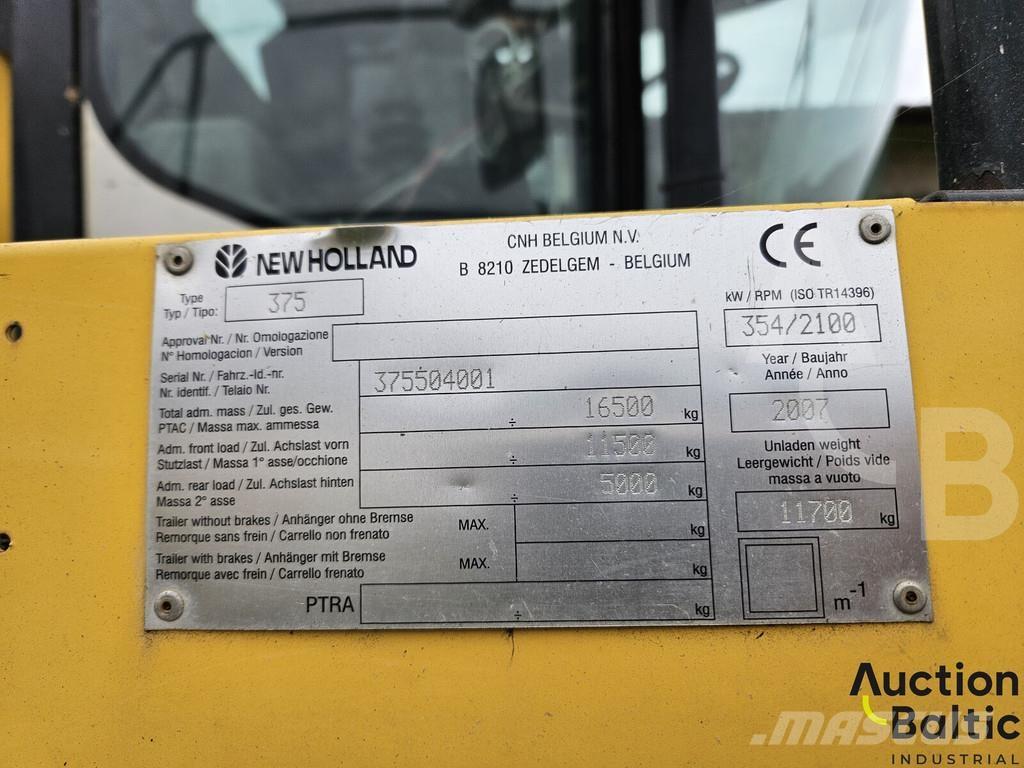 NEW HOLLAND
CNH BELGIUM N.V.
B 8210 ZEDELGEM - BELGIUM
CE
Type
Typ / Tipo:
375
Approval Nr. / Nr. Omologazione
N° Homologacion / Version
Serial Nr. / Fahrz.-Id.-nr.
Nr. identif. / Telaio Nr.
375504001
Total adm. mass / Zul. ges. Gew.
PTAC / Massa max. ammessa
÷ 16500 kg
Adm. front load / Zul. Achslast vorn
Stutzlast / Massa 1° asse/occhione
÷ 11500 kg
Adm. rear load / Zul. Achslast hinten
Massa 2° asse
÷ 5000 kg
Trailer without brakes / Anhänger ohne Bremse
Remorque sans frein / Carrello non frenato
MAX. kg
Trailer with brakes / Anhänger mit Bremse
Remorque avec frein / Carrello frenato
MAX. kg
PTRA ÷ kg
kW / RPM (ISO TR14396)
354/2100
Year / Baujahr
Année / Anno
2007
Unladen weight
Leergewicht / Poids vide
massa a vuoto
11700 kg
m-1
AB
Auction
Baltic
INDUSTRIAL
MASCUS